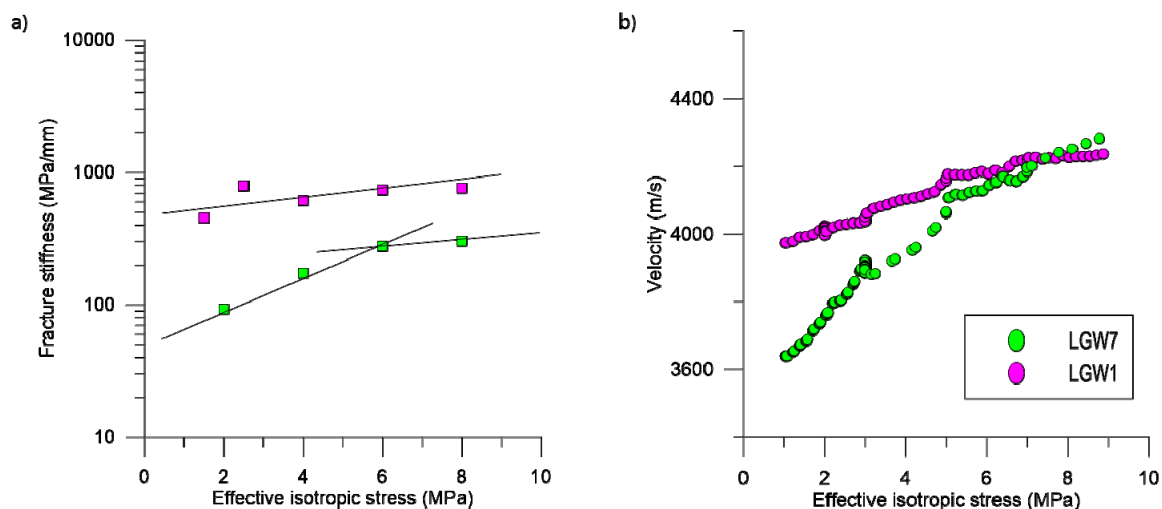 a)
10000
1000
100
10
Fracture stiffness (MPa/mm)
0 2 4 6 8 10
Effective isotropic stress (MPa)
b)
4400
4000
3600
Velocity (m/s)
LGW7
LGW1
0 2 4 6 8 10
Effective isotropic stress (MPa)